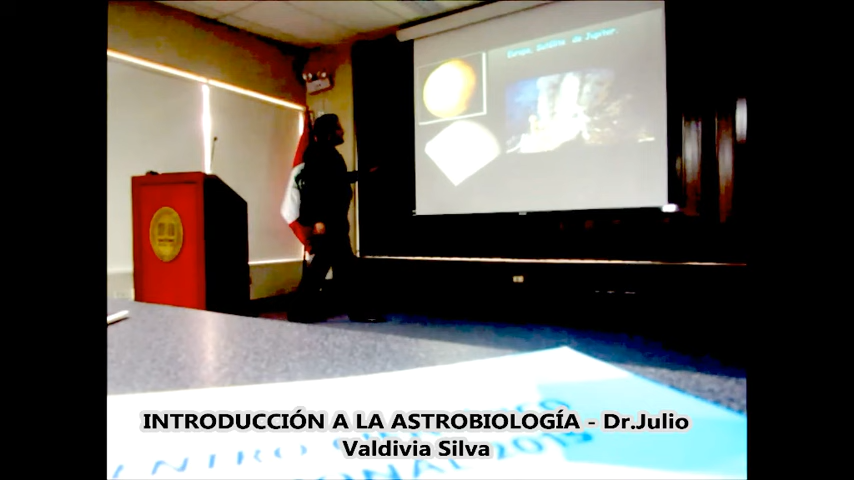 Europa, Satélite de Jupiter.
INTRODUCCIÓN A LA ASTROBIOLOGÍA - Dr.Julio
Valdivia Silva